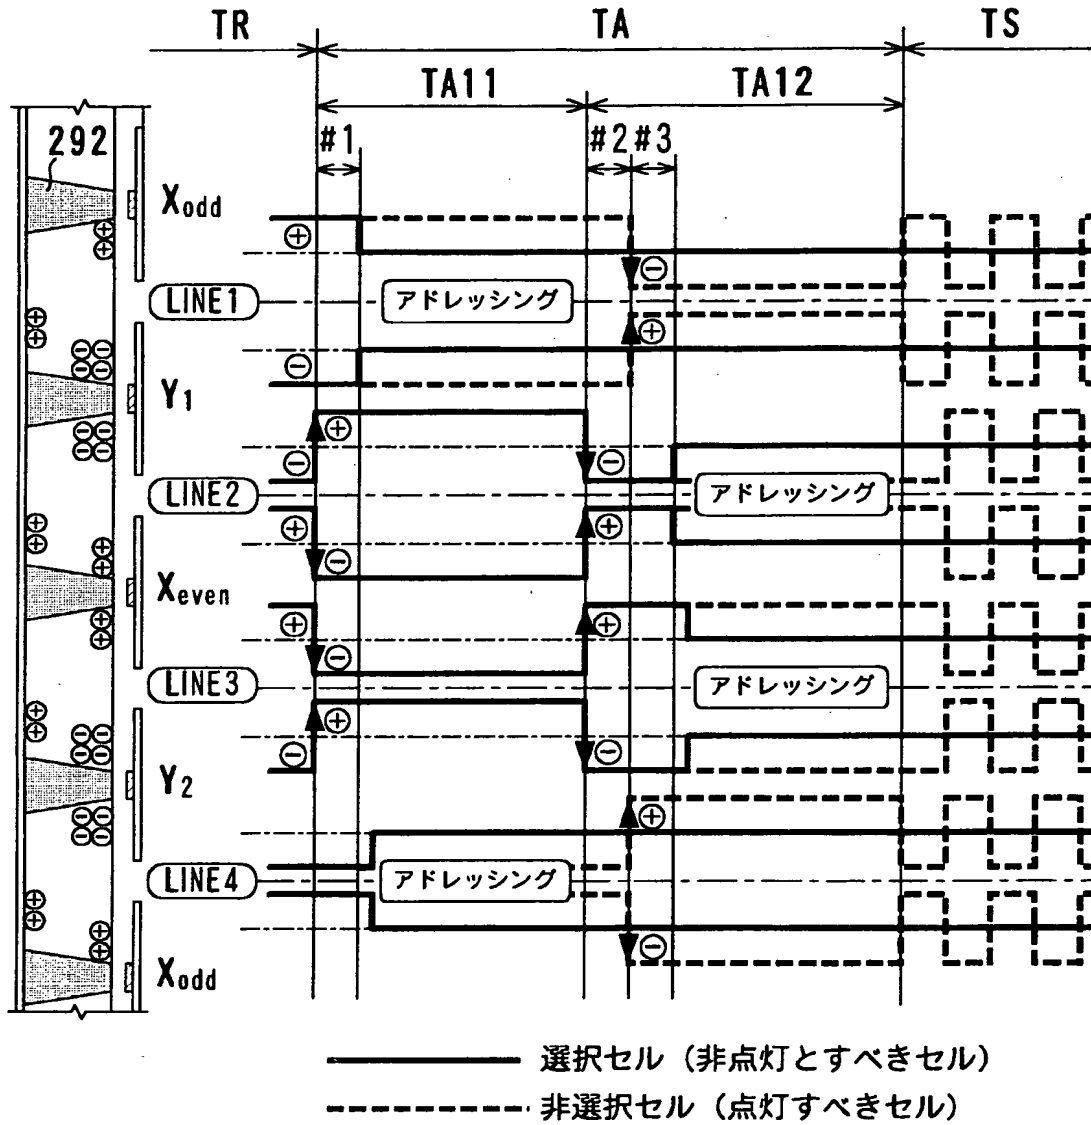 TR TA TS
TA11 TA12
292 #1 #2 #3
Xodd
⊕ ⊕ ⊕ ⊖
LINE1 アドレッシング
⊕ ⊕ ⊖ ⊕
⊖⊖ ⊖⊖
Y1
⊖⊖ ⊖⊖ ⊕
⊖ ⊖
LINE2 アドレッシング
⊕ ⊕ ⊕ ⊕
⊕ ⊕ ⊖
Xeven
⊕ ⊕ ⊕ ⊕
⊖
LINE3 アドレッシング
⊕ ⊕ ⊕
⊖⊖ ⊖⊖ ⊖ ⊖
Y2
⊖⊖ ⊖⊖ ⊕
LINE4 アドレッシング
⊕ ⊕
⊕ ⊕ ⊖
Xodd
選択セル（非点灯とすべきセル）
非選択セル（点灯すべきセル）